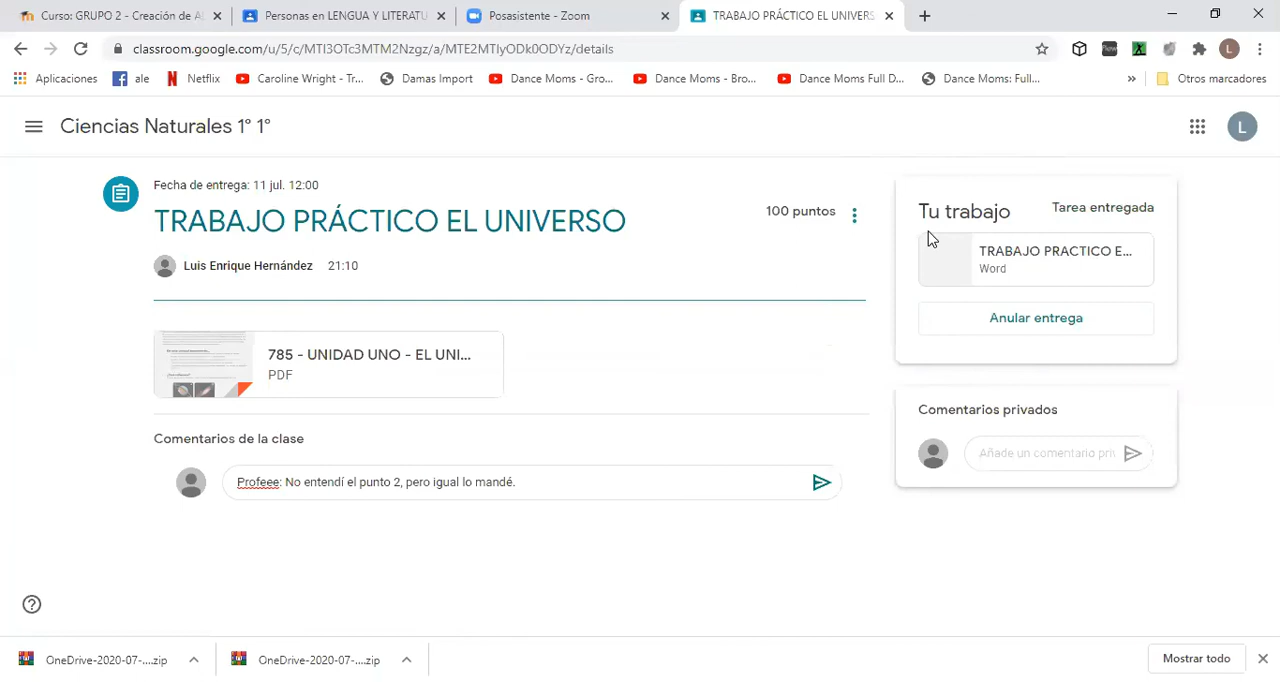 Curso: GRUPO 2 - Creación de A
Personas en LENGUA Y LITERATU
Posasistente - Zoom
TRABAJO PRÁCTICO EL UNIVERS
classroom.google.com/u/5/c/MTI3OTc3MTM2Nzgz/a/MTE2MTIyODk0ODYz/details
Aplicaciones
ale
Netflix
Caroline Wright - Tr...
Damas Import
Dance Moms - Gro...
Dance Moms - Bro...
Dance Moms Full D...
Dance Moms: Full...
»
Otros marcadores
Ciencias Naturales 1° 1°
L
Fecha de entrega: 11 jul. 12:00
TRABAJO PRÁCTICO EL UNIVERSO
100 puntos
Luis Enrique Hernández 21:10
785 - UNIDAD UNO - EL UNI...
PDF
Comentarios de la clase
Profeee: No entendí el punto 2, pero igual lo mandé.
Tu trabajo
Tarea entregada
TRABAJO PRACTICO E...
Word
Anular entrega
Comentarios privados
Añade un comentario priv
OneDrive-2020-07-....zip
OneDrive-2020-07-....zip
Mostrar todo